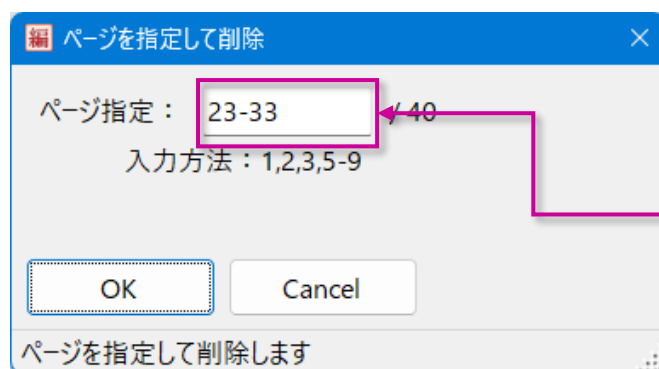 編 ページを指定して削除
ページ指定： 23-33 / 40
入力方法：1,2,3,5-9
OK Cancel
ページを指定して削除します